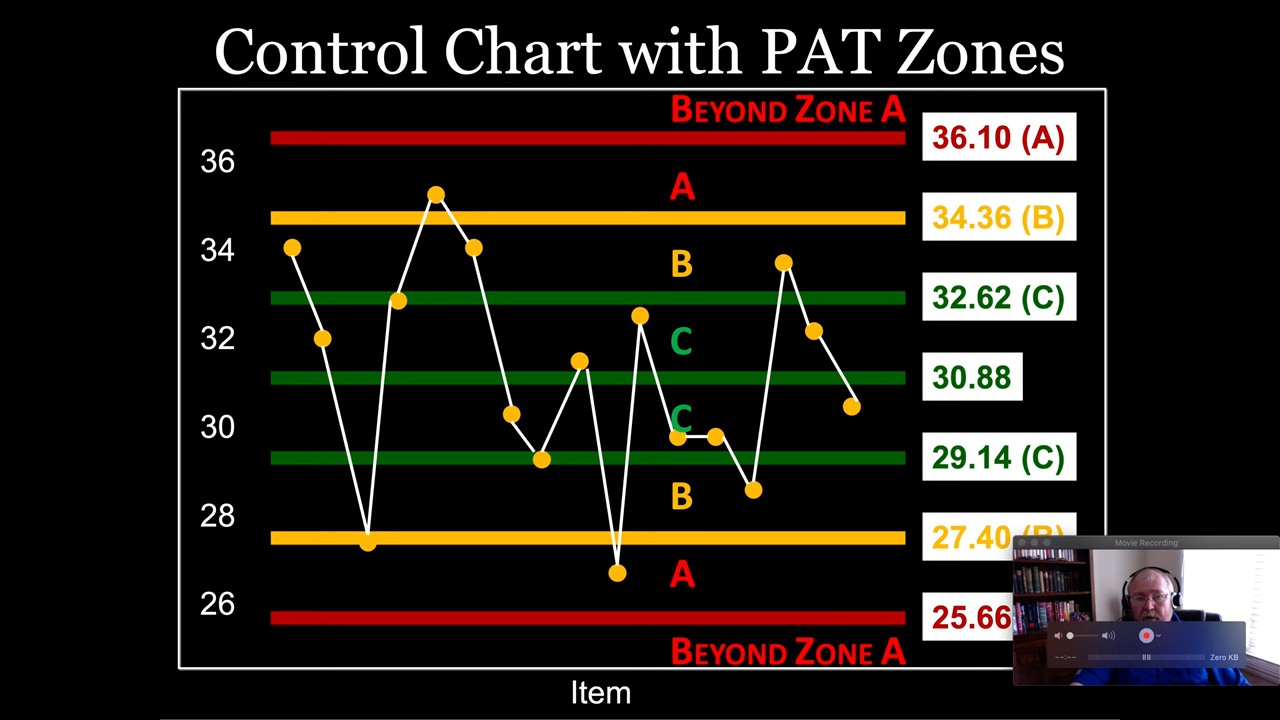 Control Chart with PAT Zones
BEYOND ZONE A
36.10 (A)
36
A
34.36 (B)
34
B
32.62 (C)
32
C
30.88
C
30
29.14 (C)
B
28
27.40
Movie Recording
A
26
25.66
--:--
Zero KB
BEYOND ZONE A
Item